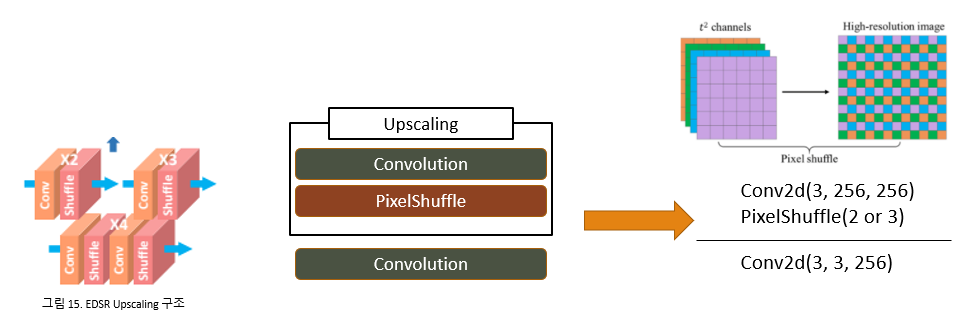 X2
Conv
Shuffle
X3
Conv
Shuffle
X4
Conv
Shuffle
Conv
Shuffle
그림 15. EDSR Upscaling 구조
Upscaling
Convolution
PixelShuffle
Convolution
t² channels
High-resolution image
Pixel shuffle
Conv2d(3, 256, 256)
PixelShuffle(2 or 3)
Conv2d(3, 3, 256)